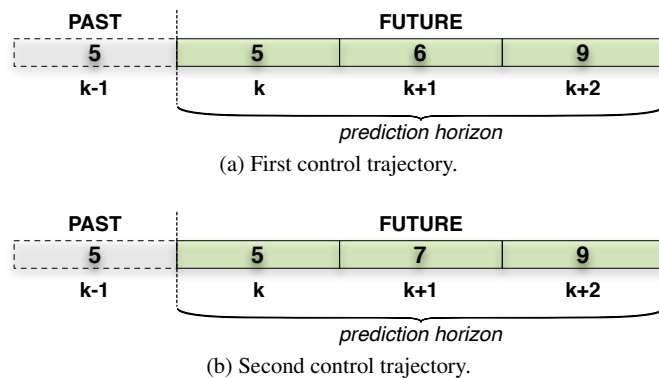 PAST FUTURE
5 5 6 9
k-1 k k+1 k+2
prediction horizon
(a) First control trajectory.
PAST FUTURE
5 5 7 9
k-1 k k+1 k+2
prediction horizon
(b) Second control trajectory.